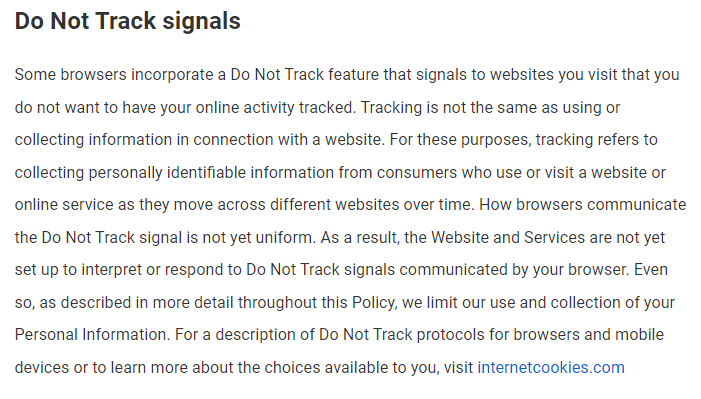 Do Not Track signals
Some browsers incorporate a Do Not Track feature that signals to websites you visit that you
do not want to have your online activity tracked. Tracking is not the same as using or
collecting information in connection with a website. For these purposes, tracking refers to
collecting personally identifiable information from consumers who use or visit a website or
online service as they move across different websites over time. How browsers communicate
the Do Not Track signal is not yet uniform. As a result, the Website and Services are not yet
set up to interpret or respond to Do Not Track signals communicated by your browser. Even
so, as described in more detail throughout this Policy, we limit our use and collection of your
Personal Information. For a description of Do Not Track protocols for browsers and mobile
devices or to learn more about the choices available to you, visit internetcookies.com